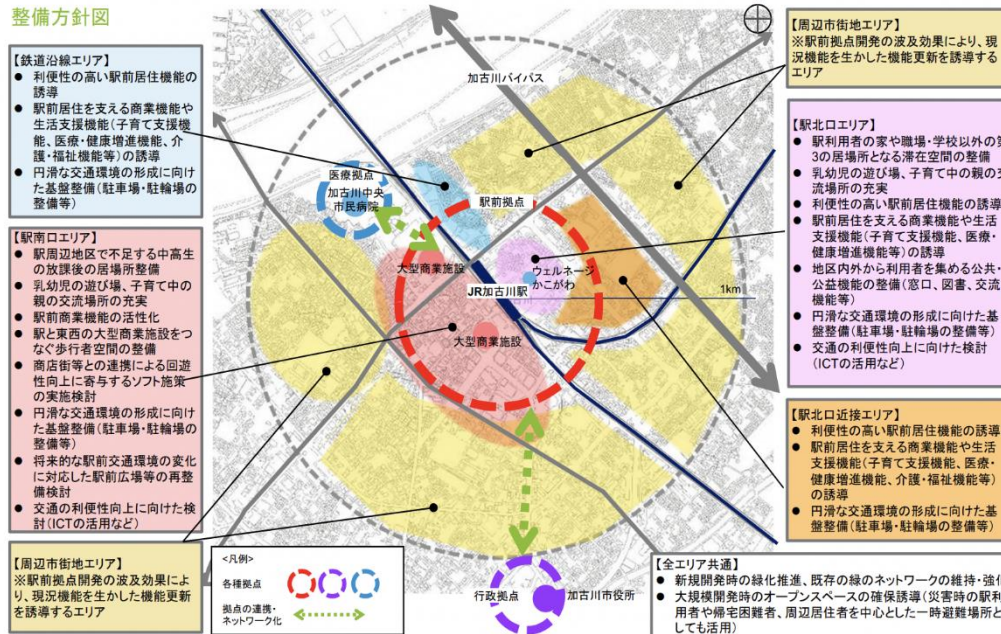 整備方針図
【鉄道沿線エリア】
● 利便性の高い駅前居住機能の
誘導
● 駅前居住を支える商業機能や
生活支援機能(子育て支援機
能、医療・健康増進機能、介
護・福祉機能等)の誘導
● 円滑な交通環境の形成に向け
た基盤整備(駐車場・駐輪場の
整備等)
【駅南口エリア】
● 駅周辺地区で不足する中高生
の放課後の居場所整備
● 乳幼児の遊び場、子育て中の
親の交流場所の充実
● 駅前商業機能の活性化
● 駅と東西の大型商業施設をつ
なぐ歩行者空間の整備
● 商店街等との連携による回遊
性向上に寄与するソフト施策
の実施検討
● 円滑な交通環境の形成に向け
た基盤整備(駐車場・駐輪場の
整備等)
● 将来的な駅前交通環境の変化
に対応した駅前広場等の再整
備検討
● 交通の利便性向上に向けた検
討(ICTの活用など)
【周辺市街地エリア】
※駅前拠点開発の波及効果によ
り、現況機能を生かした機能更新
を誘導するエリア
<凡例>
各種拠点
拠点の連携・
ネットワーク化
加古川バイパス
医療拠点
加古川中央
市民病院
駅前拠点
大型商業施設
ウェルネージ
かこがわ
JR加古川駅
1km
大型商業施設
行政拠点
加古川市役所
【周辺市街地エリア】
※駅前拠点開発の波及効果により、現
況機能を生かした機能更新を誘導する
エリア
【駅北口エリア】
● 駅利用者の家や職場・学校以外の第
3の居場所となる滞在空間の整備
● 乳幼児の遊び場、子育て中の親の交
流場所の充実
● 利便性の高い駅前居住機能の誘導
● 駅前居住を支える商業機能や生活
支援機能(子育て支援機能、医療・
健康増進機能等)の誘導
● 地区内外から利用者を集める公共・
公益機能の整備(窓口、図書、交流
機能等)
● 円滑な交通環境の形成に向けた基
盤整備(駐車場・駐輪場の整備等)
● 交通の利便性向上に向けた検討
(ICTの活用など)
【駅北口近接エリア】
● 利便性の高い駅前居住機能の誘導
● 駅前居住を支える商業機能や生活
支援機能(子育て支援機能、医療・
健康増進機能、介護・福祉機能等)
の誘導
● 円滑な交通環境の形成に向けた基
盤整備(駐車場・駐輪場の整備等)
【全エリア共通】
● 新規開発時の緑化推進、既存の緑のネットワークの維持・強化
● 大規模開発時のオープンスペースの確保誘導(災害時の駅利
用者や帰宅困難者、周辺居住者を中心とした一時避難場所と
しても活用)